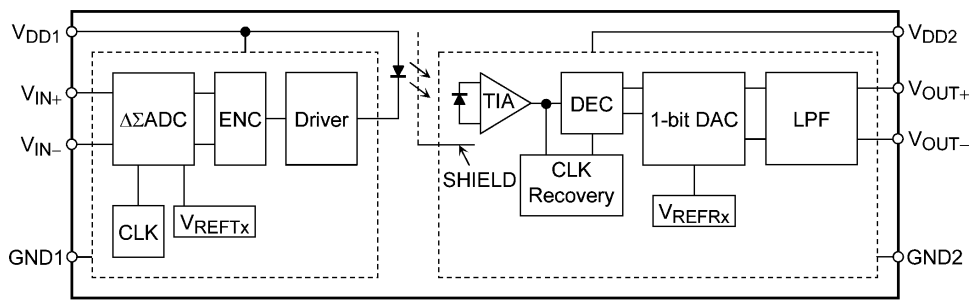 VDD1
VDD2
VIN+
VIN−
ΔΣADC
ENC
Driver
CLK
VREFTx
GND1
SHIELD
TIA
DEC
CLK
Recovery
1-bit DAC
VREFRx
LPF
VOUT+
VOUT−
GND2